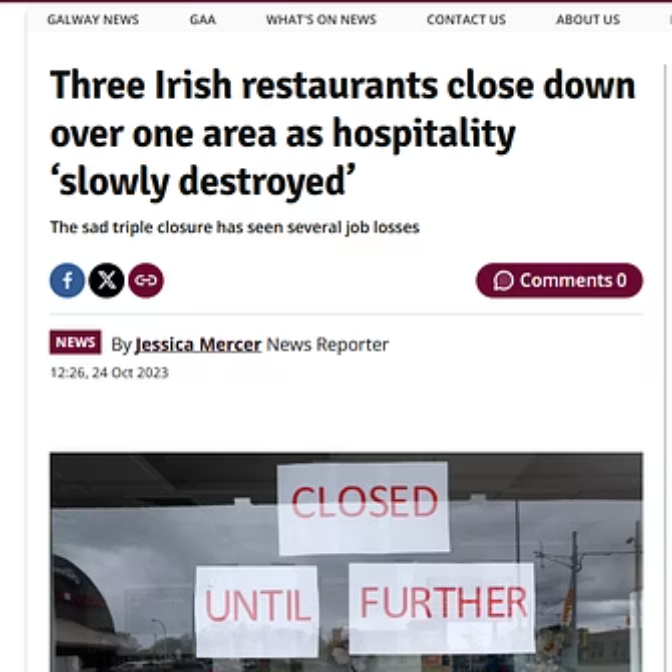 GALWAY NEWS GAA WHAT'S ON NEWS CONTACT US ABOUT US
Three Irish restaurants close down
over one area as hospitality
‘slowly destroyed’
The sad triple closure has seen several job losses
Comments 0
NEWS By Jessica Mercer News Reporter
12:26, 24 Oct 2023
CLOSED
UNTIL FURTHER